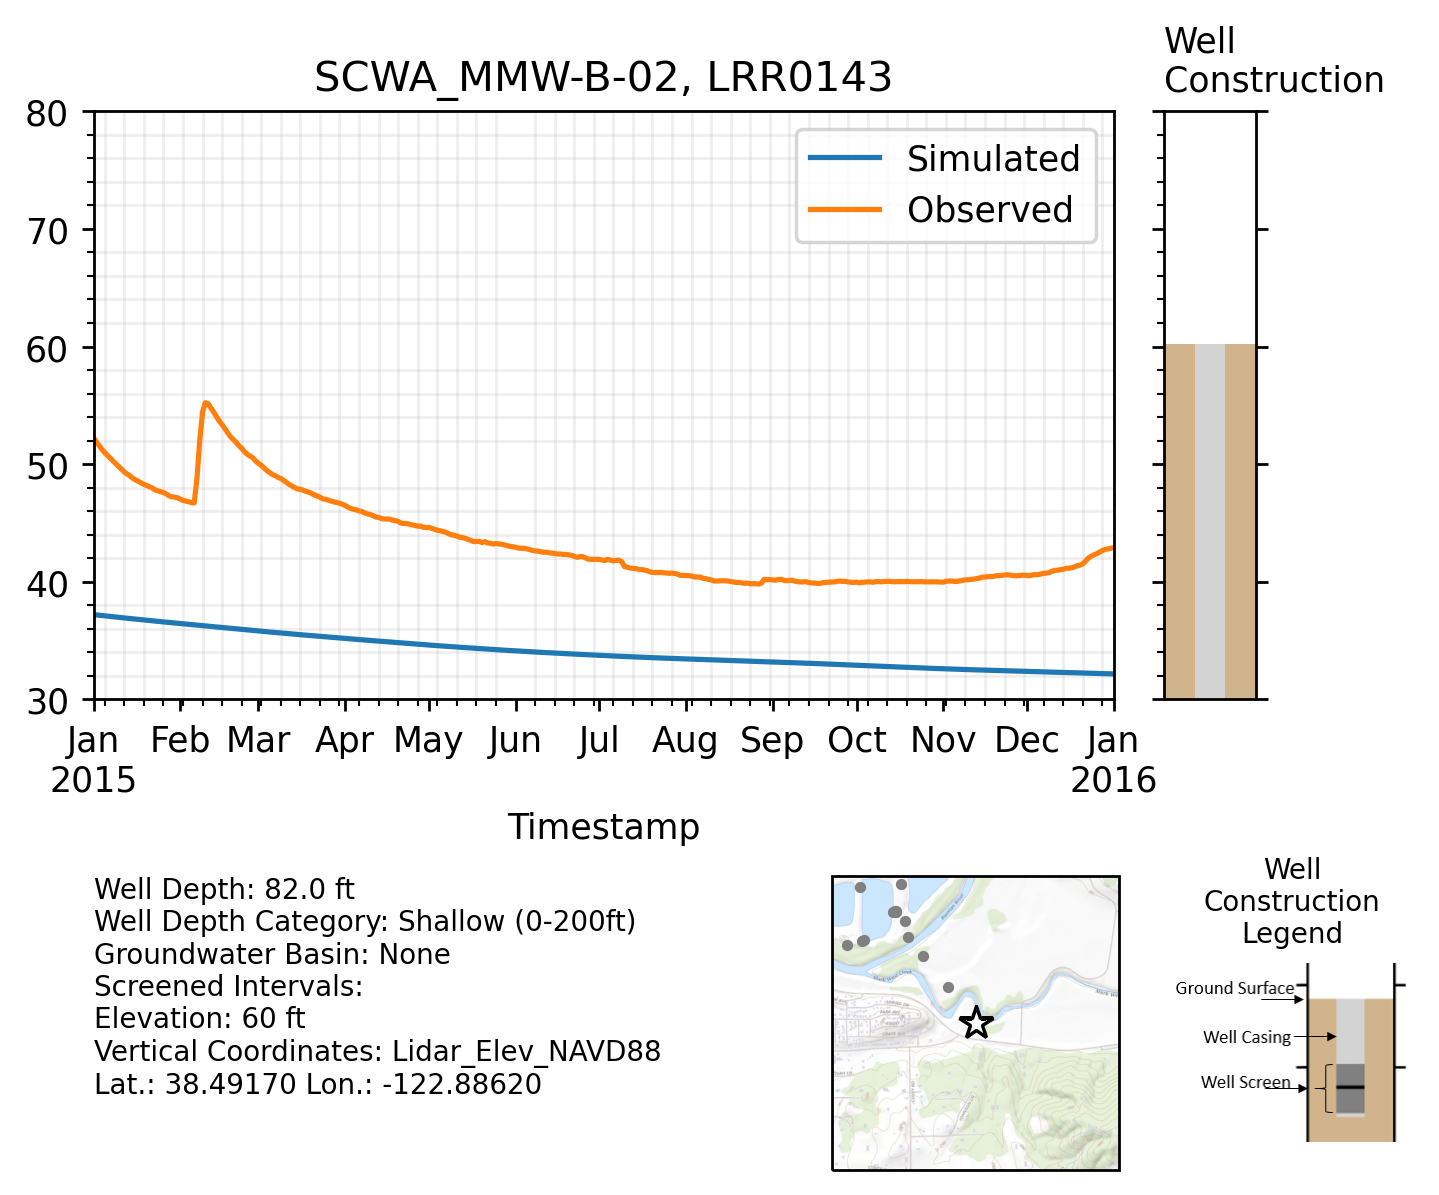 SCWA_MMW-B-02, LRR0143
Well
Construction
80
70
60
50
40
30
Simulated
Observed
Jan
2015
Feb
Mar
Apr
May
Jun
Jul
Aug
Sep
Oct
Nov
Dec
Jan
2016
Timestamp
Well Depth: 82.0 ft
Well Depth Category: Shallow (0-200ft)
Groundwater Basin: None
Screened Intervals:
Elevation: 60 ft
Vertical Coordinates: Lidar_Elev_NAVD88
Lat.: 38.49170 Lon.: -122.88620
Well
Construction
Legend
Ground Surface
Well Casing
Well Screen